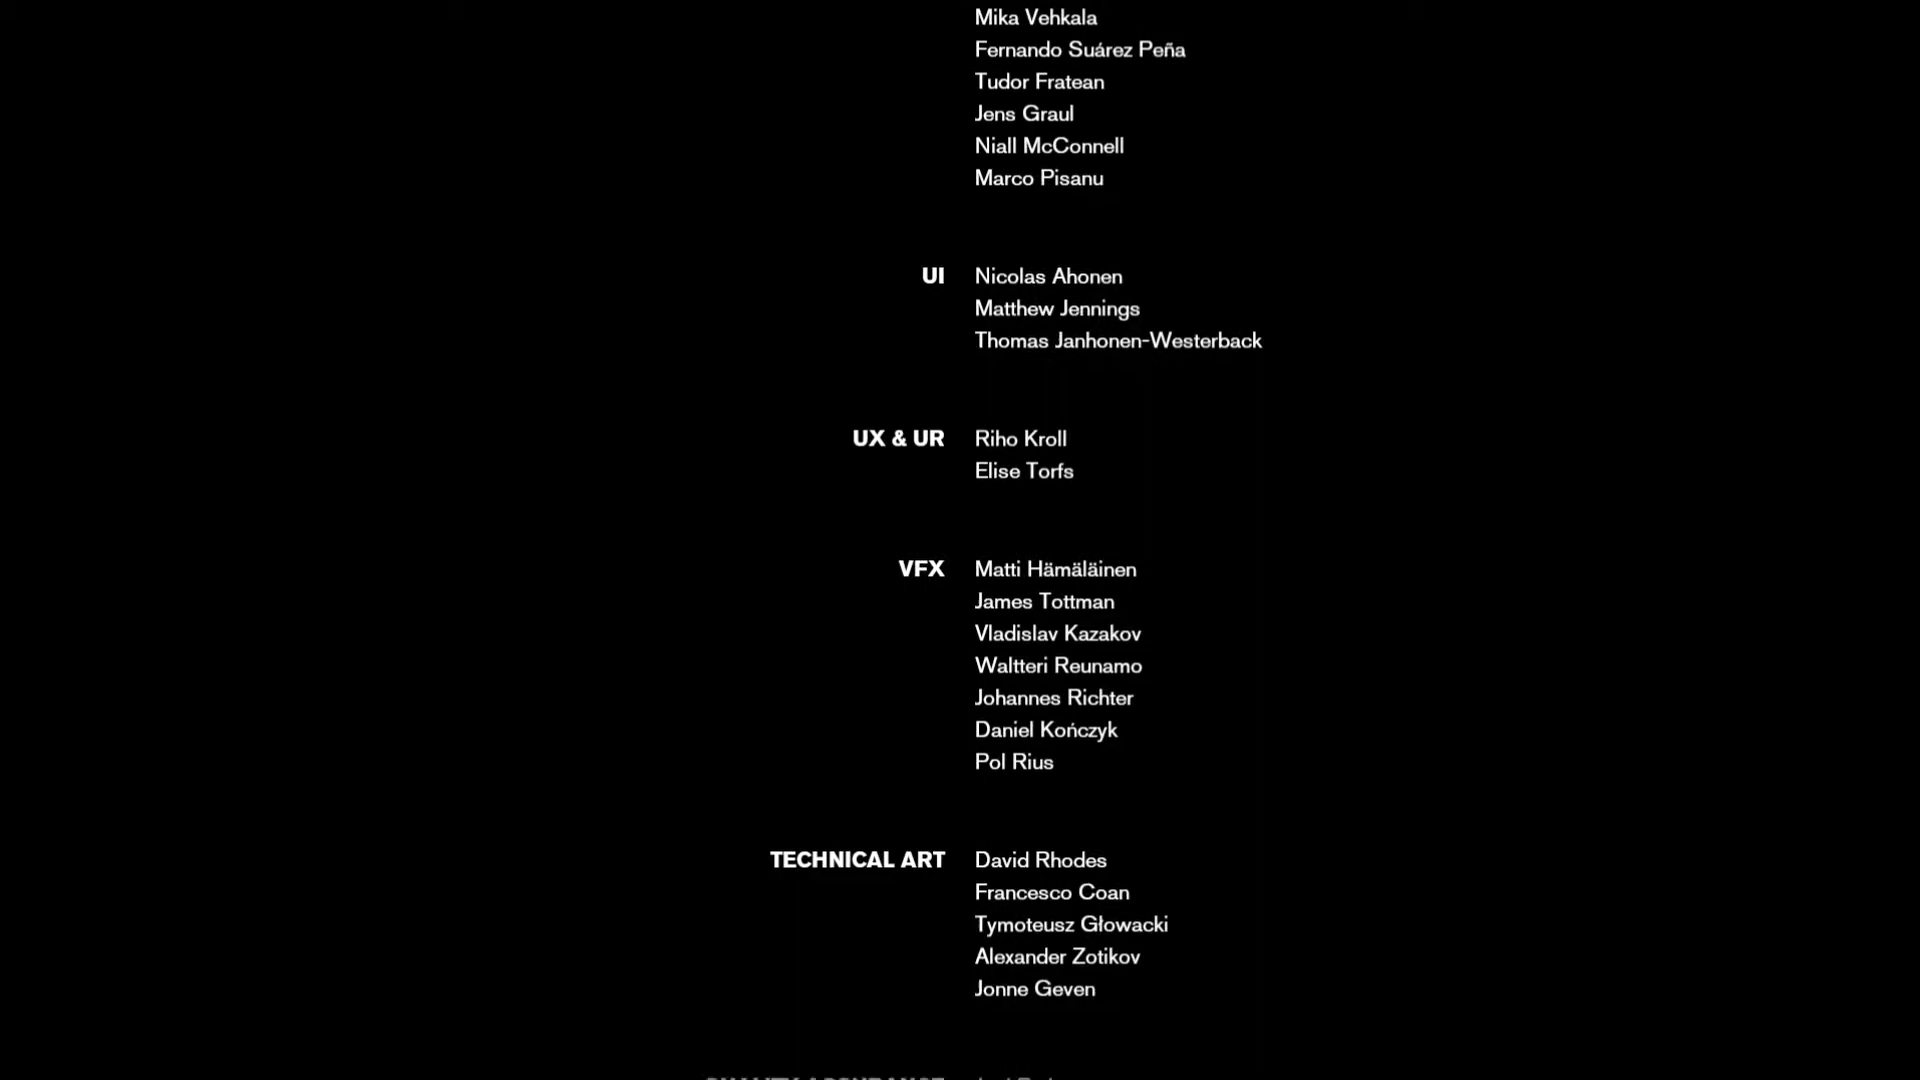 Mika Vehkala
Fernando Suárez Peña
Tudor Fratean
Jens Graul
Niall McConnell
Marco Pisanu
UI Nicolas Ahonen
Matthew Jennings
Thomas Janhonen-Westerback
UX & UR Riho Kroll
Elise Torfs
VFX Matti Hämäläinen
James Tottman
Vladislav Kazakov
Waltteri Reunamo
Johannes Richter
Daniel Kończyk
Pol Rius
TECHNICAL ART David Rhodes
Francesco Coan
Tymoteusz Głowacki
Alexander Zotikov
Jonne Geven